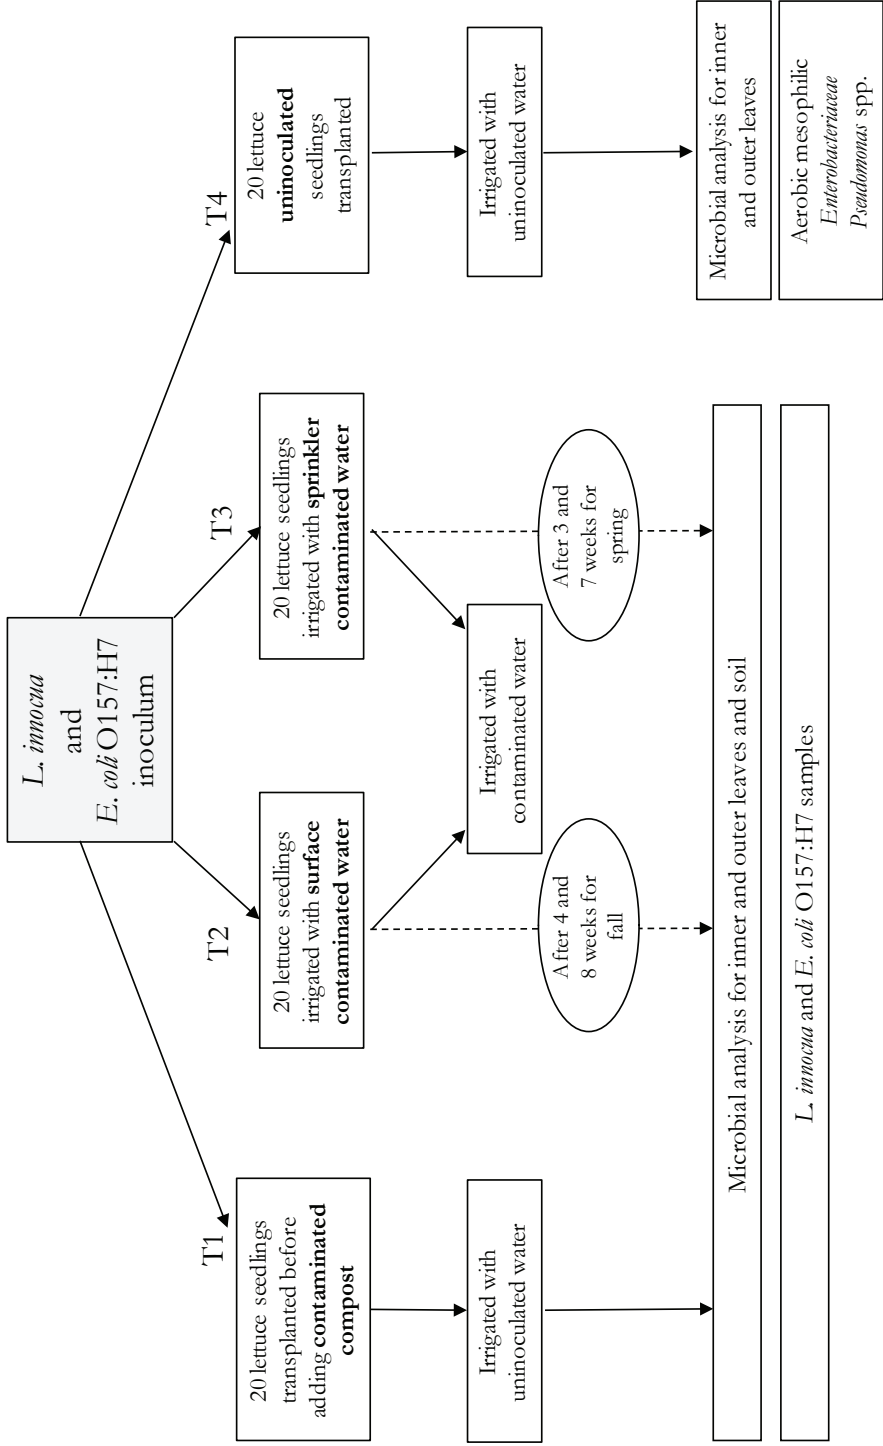 L. innocua
and
E. coli O157:H7
inoculum
T1
20 lettuce seedlings
transplanted before
adding contaminated
compost
Irrigated with
uninoculated water
T2
20 lettuce seedlings
irrigated with surface
contaminated water
T3
20 lettuce seedlings
irrigated with sprinkler
contaminated water
Irrigated with
contaminated water
After 4 and
8 weeks for
fall
After 3 and
7 weeks for
spring
Microbial analysis for inner and outer leaves and soil
L. innocua and E. coli O157:H7 samples
T4
20 lettuce
uninoculated
seedlings
transplanted
Irrigated with
uninoculated water
Microbial analysis for inner
and outer leaves
Aerobic mesophilic
Enterobacteriaceae
Pseudomonas spp.